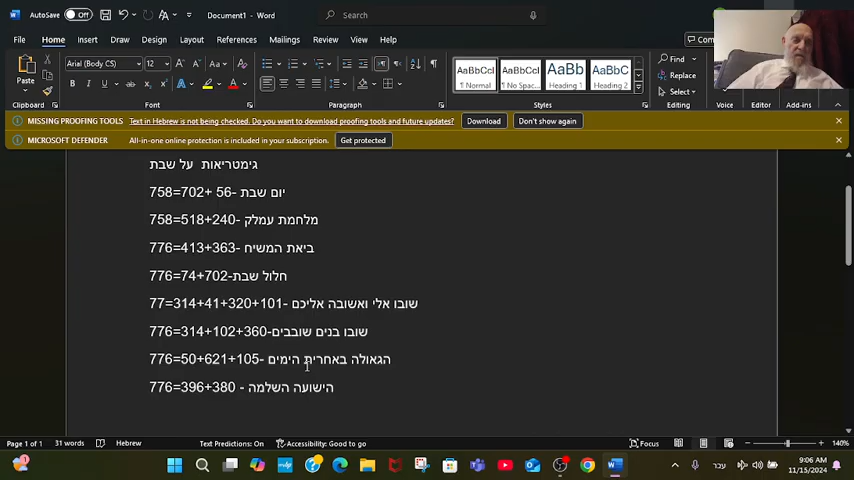 AutoSave Off Document1 - Word Search
File Home Insert Draw Design Layout References Mailings Review View Help
Paste Arial (Body CS) 12 Find
Replace
Select
AaBbCcI AaBbCcI AaBb AaBbC
Normal No Spac... Heading 1 Heading 2
Clipboard Font Paragraph Styles Editing Voice Add-ins
MISSING PROOFING TOOLS Text in Hebrew is not being checked. Do you want to download proofing tools and future updates? Download Don't show again
MICROSOFT DEFENDER All-in-one online protection is included in your subscription. Get protected
גימטריאות על שבת
יום שבת -56 +702=758
מלחמת עמלק -240+518=758
ביאת המשיח -363+413=776
חלול שבת-702+74=776
שובו אלי ואשובה אליכם -101+320+41+314=77
שובו בנים שובבים-360+102+314=776
הגאולה באחרית הימים -105+621+50=776
הישועה השלמה - 380+396=776
Page 1 of 1 31 words Hebrew Text Predictions: On Accessibility: Good to go Focus 140%
עבר 9:06 AM
11/15/2024